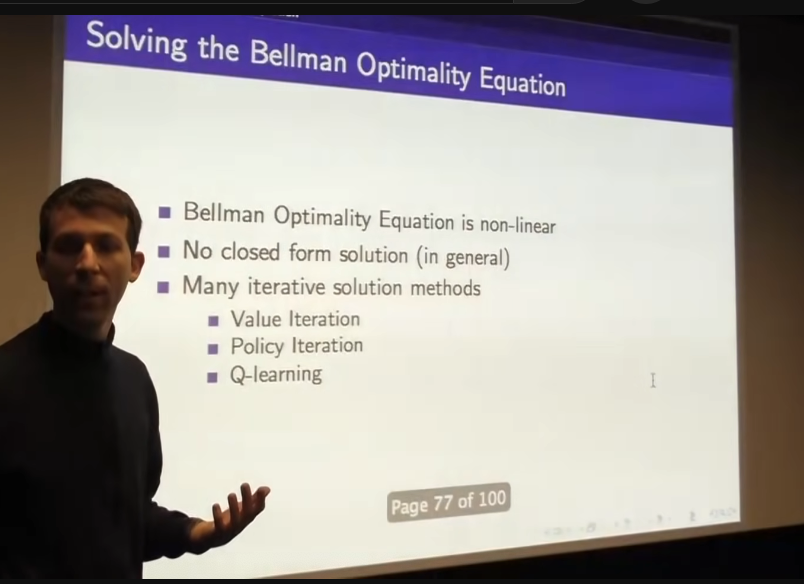 Solving the Bellman Optimality Equation
Bellman Optimality Equation is non-linear
No closed form solution (in general)
Many iterative solution methods
Value Iteration
Policy Iteration
Q-learning
Page 77 of 100